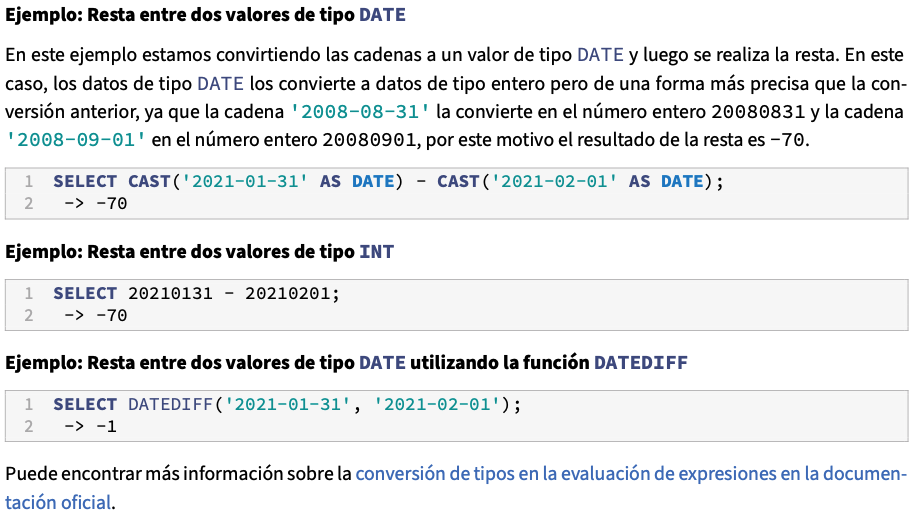 Ejemplo: Resta entre dos valores de tipo DATE
En este ejemplo estamos convirtiendo las cadenas a un valor de tipo DATE y luego se realiza la resta. En este
caso, los datos de tipo DATE los convierte a datos de tipo entero pero de una forma más precisa que la con-
versión anterior, ya que la cadena '2008-08-31' la convierte en el número entero 20080831 y la cadena
'2008-09-01' en el número entero 20080901, por este motivo el resultado de la resta es -70.
1 SELECT CAST('2021-01-31' AS DATE) - CAST('2021-02-01' AS DATE);
2 -> -70
Ejemplo: Resta entre dos valores de tipo INT
1 SELECT 20210131 - 20210201;
2 -> -70
Ejemplo: Resta entre dos valores de tipo DATE utilizando la función DATEDIFF
1 SELECT DATEDIFF('2021-01-31', '2021-02-01');
2 -> -1
Puede encontrar más información sobre la conversión de tipos en la evaluación de expresiones en la documen-
tación oficial.